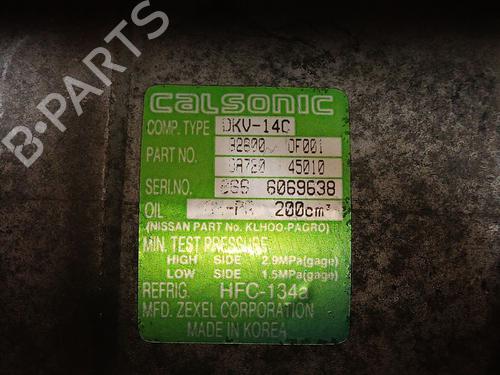 calsonic
COMP. TYPE DKV-14C
PART NO. 92600 0F001
45010
SERI.NO. 6069638
OIL 200cm³
(NISSAN PART No. KLHOO-PAGRO)
MIN. TEST PRESSURE
HIGH SIDE 2.9MPa(gage)
LOW SIDE 1.5MPa(gage)
REFRIG. HFC-134a
MFD. ZEXEL CORPORATION
MADE IN KOREA
B-Parts